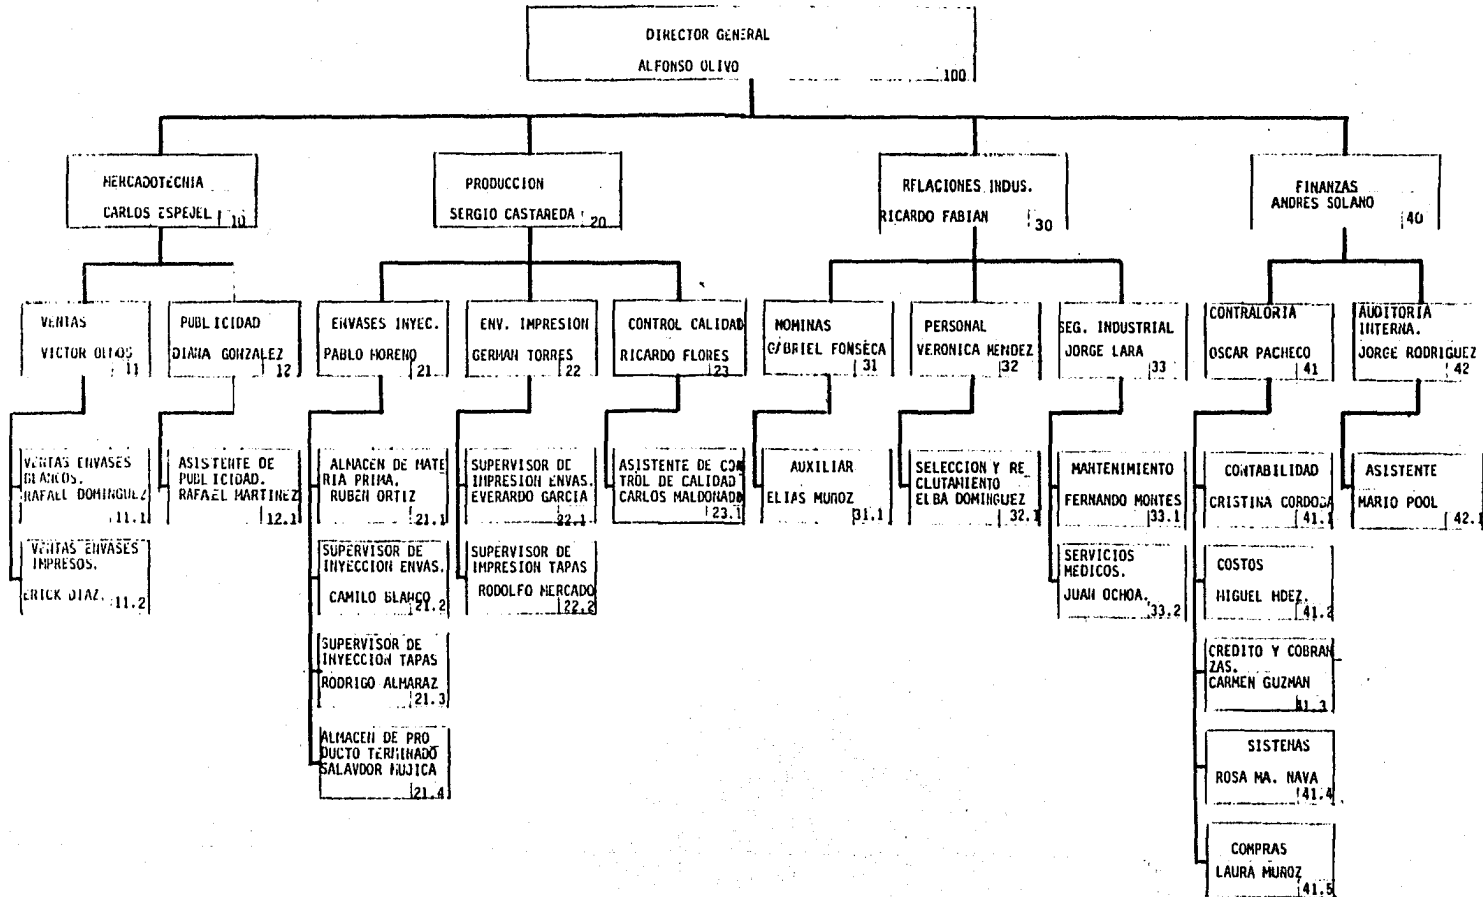 DIRECTOR GENERAL
ALFONSO OLIVO
100
MERCADOTECNIA
CARLOS ESPEJEL
10
PRODUCCION
SERGIO CASTAÑEDA
20
RELACIONES INDUS.
RICARDO FABIAN
30
FINANZAS
ANDRES SOLANO
40
VENTAS
VICTOR OLMOS
11
PUBLICIDAD
DIANA GONZALEZ
12
ENVASES INYEC.
PABLO MORENO
21
ENV. IMPRESION
GERMAN TORRES
22
CONTROL CALIDAD
RICARDO FLORES
23
NOMINAS
GABRIEL FONSECA
31
PERSONAL
VERONICA MENDEZ
32
SEG. INDUSTRIAL
JORGE LARA
33
CONTRALORIA
OSCAR PACHECO
41
AUDITORIA
INTERNA.
JORGE RODRIGUEZ
42
VENTAS ENVASES
BLANCOS.
RAFAEL DOMINGUEZ
11.1
VENTAS ENVASES
IMPRESOS.
ERICK DIAZ.
11.2
ASISTENTE DE
PUBLICIDAD.
RAFAEL MARTINEZ
12.1
ALMACEN DE MATE
RIA PRIMA.
RUBEN ORTIZ
21.1
SUPERVISOR DE
INYECCION ENVAS.
CAMILO BLANCO
21.2
SUPERVISOR DE
INYECCION TAPAS
RODRIGO ALMARAZ
21.3
ALMACEN DE PRO
DUCTO TERMINADO
SALAVDOR MUJICA
21.4
SUPERVISOR DE
IMPRESION ENVAS.
EVERARDO GARCIA
22.1
SUPERVISOR DE
IMPRESION TAPAS
RODOLFO MERCADO
22.2
ASISTENTE DE CON
TROL DE CALIDAD
CARLOS MALDONADO
23.1
AUXILIAR
ELIAS MUÑOZ
31.1
SELECCION Y RE
CLUTAMIENTO
ELBA DOMINGUEZ
32.1
MANTENIMIENTO
FERNANDO MONTES
33.1
SERVICIOS
MEDICOS.
JUAN OCHOA.
33.2
CONTABILIDAD
CRISTINA CORDOBA
41.1
COSTOS
MIGUEL HDEZ.
41.2
CREDITO Y COBRAN
ZAS.
CARMEN GUZMAN
41.3
SISTEMAS
ROSA MA. NAVA
41.4
COMPRAS
LAURA MUÑOZ
41.5
ASISTENTE
MARIO POOL
42.1